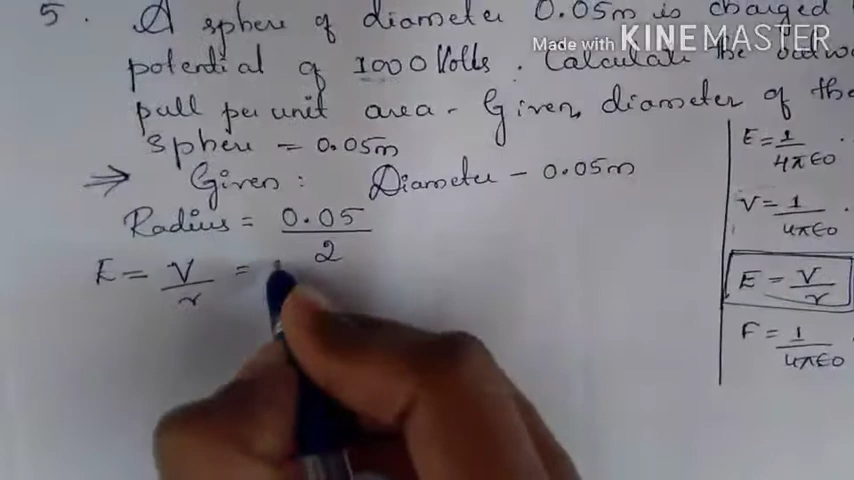 5. A sphere of diameter 0.05m is charged
Made with KINEMASTER
potential of 1000 Volts. Calculate the outwa
pull per unit area. Given, diameter of the
sphere = 0.05m
⇒ Given: Diameter - 0.05m
Radius = 0.05/2
E = V/r =
E = 1/4πε0 .
V = 1/4πε0 .
E = V/r
F = 1/4πε0 .